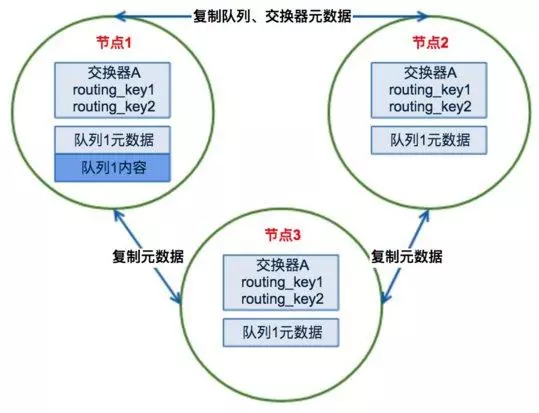 复制队列、交换器元数据
节点1
交换器A
routing_key1
routing_key2
队列1元数据
队列1内容
节点2
交换器A
routing_key1
routing_key2
队列1元数据
复制元数据
复制元数据
节点3
交换器A
routing_key1
routing_key2
队列1元数据